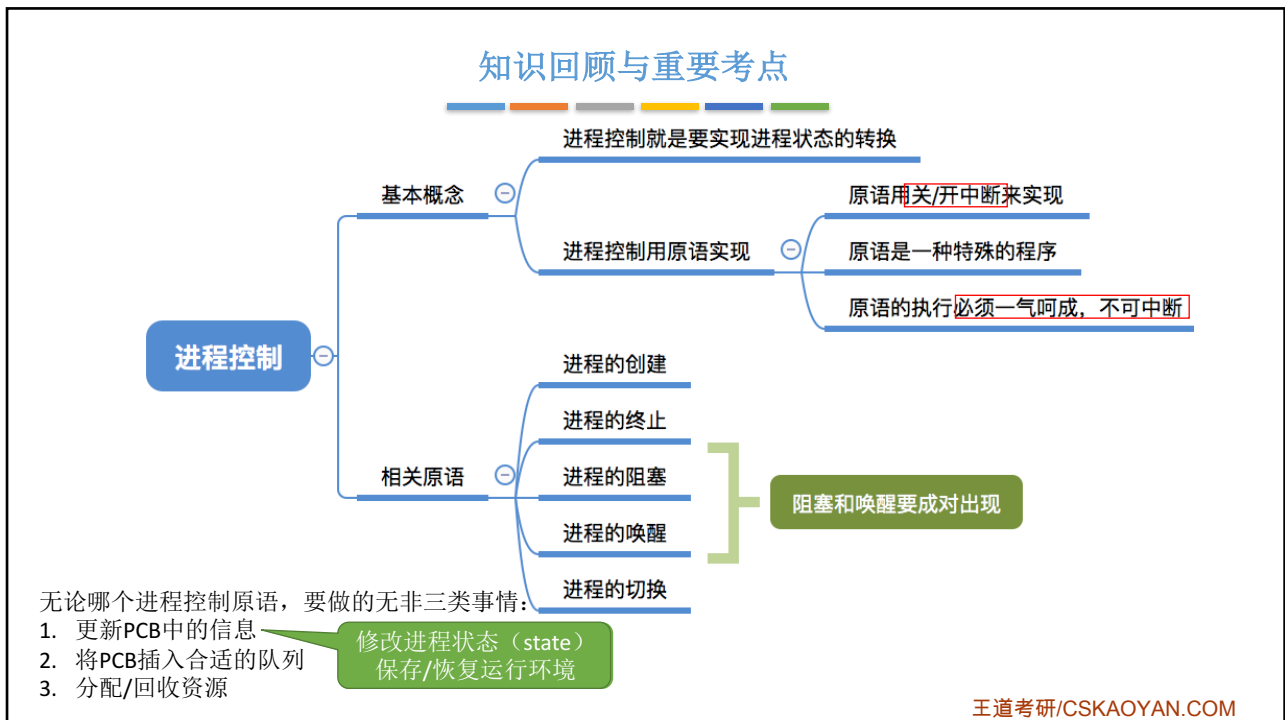 知识回顾与重要考点
进程控制就是要实现进程状态的转换
基本概念
原语用关/开中断来实现
进程控制用原语实现
原语是一种特殊的程序
原语的执行必须一气呵成，不可中断
进程控制
进程的创建
进程的终止
相关原语
进程的阻塞
阻塞和唤醒要成对出现
进程的唤醒
进程的切换
无论哪个进程控制原语，要做的无非三类事情：
1. 更新PCB中的信息
2. 将PCB插入合适的队列
3. 分配/回收资源
修改进程状态（state）
保存/恢复运行环境
王道考研/CSKAOYAN.COM